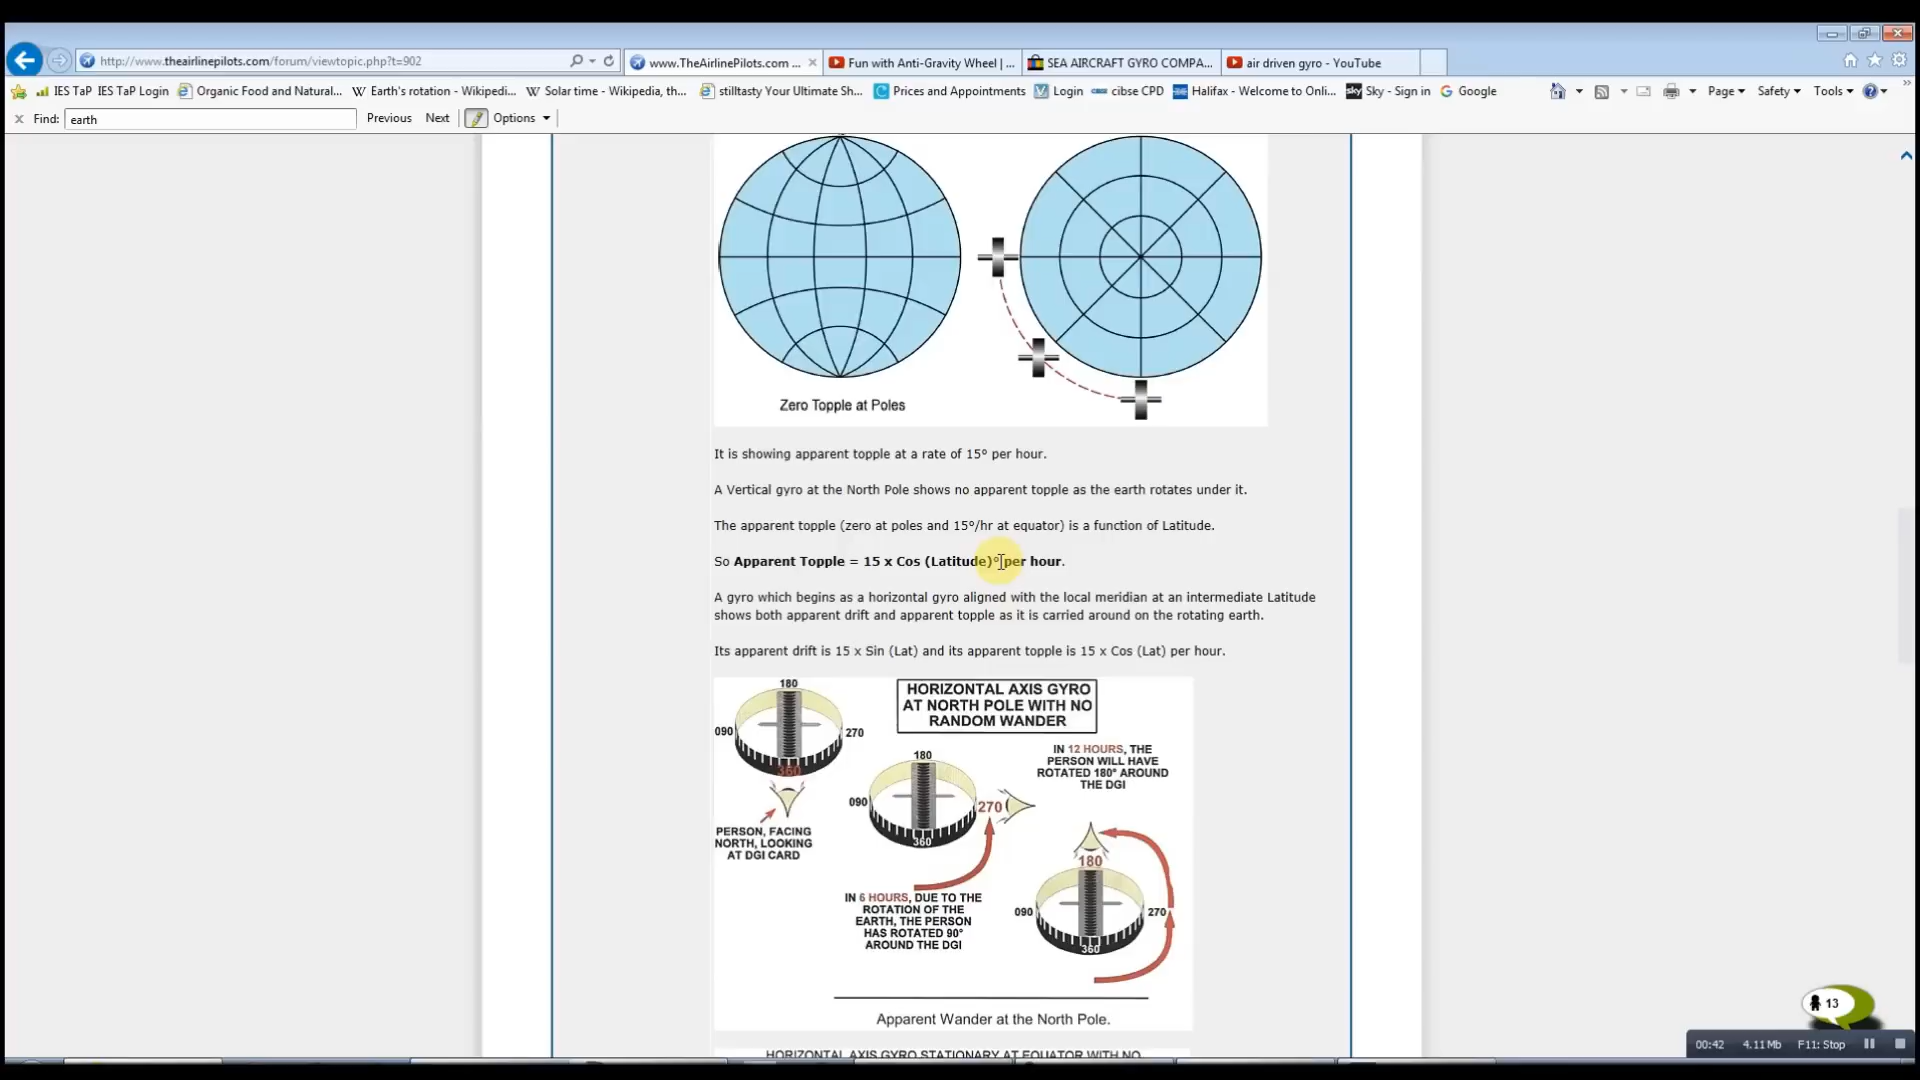 http://www.theairlinepilots.com/forum/viewtopic.php?t=902
www.TheAirlinePilots.com ...
Fun with Anti-Gravity Wheel | ...
SEA AIRCRAFT GYRO COMPA...
air driven gyro - YouTube
IES TaP IES TaP Login
Organic Food and Natural...
Earth's rotation - Wikipedi...
Solar time - Wikipedia, th...
stilltasty Your Ultimate Sh...
Prices and Appointments
Login
cibse CPD
Halifax - Welcome to Onli...
Sky - Sign in
Google
Page
Safety
Tools
Find: earth
Previous
Next
Options
Zero Topple at Poles
It is showing apparent topple at a rate of 15° per hour.
A Vertical gyro at the North Pole shows no apparent topple as the earth rotates under it.
The apparent topple (zero at poles and 15°/hr at equator) is a function of Latitude.
So Apparent Topple = 15 x Cos (Latitude)° per hour.
A gyro which begins as a horizontal gyro aligned with the local meridian at an intermediate Latitude
shows both apparent drift and apparent topple as it is carried around on the rotating earth.
Its apparent drift is 15 x Sin (Lat) and its apparent topple is 15 x Cos (Lat) per hour.
HORIZONTAL AXIS GYRO
AT NORTH POLE WITH NO
RANDOM WANDER
180
090
270
360
PERSON, FACING
NORTH, LOOKING
AT DGI CARD
180
090
270
360
IN 6 HOURS, DUE TO THE
ROTATION OF THE
EARTH, THE PERSON
HAS ROTATED 90°
AROUND THE DGI
IN 12 HOURS, THE
PERSON WILL HAVE
ROTATED 180° AROUND
THE DGI
180
090
270
360
Apparent Wander at the North Pole.
HORIZONTAL AXIS GYRO STATIONARY AT EQUATOR WITH NO
13
00:42
4.11 Mb
F11: Stop